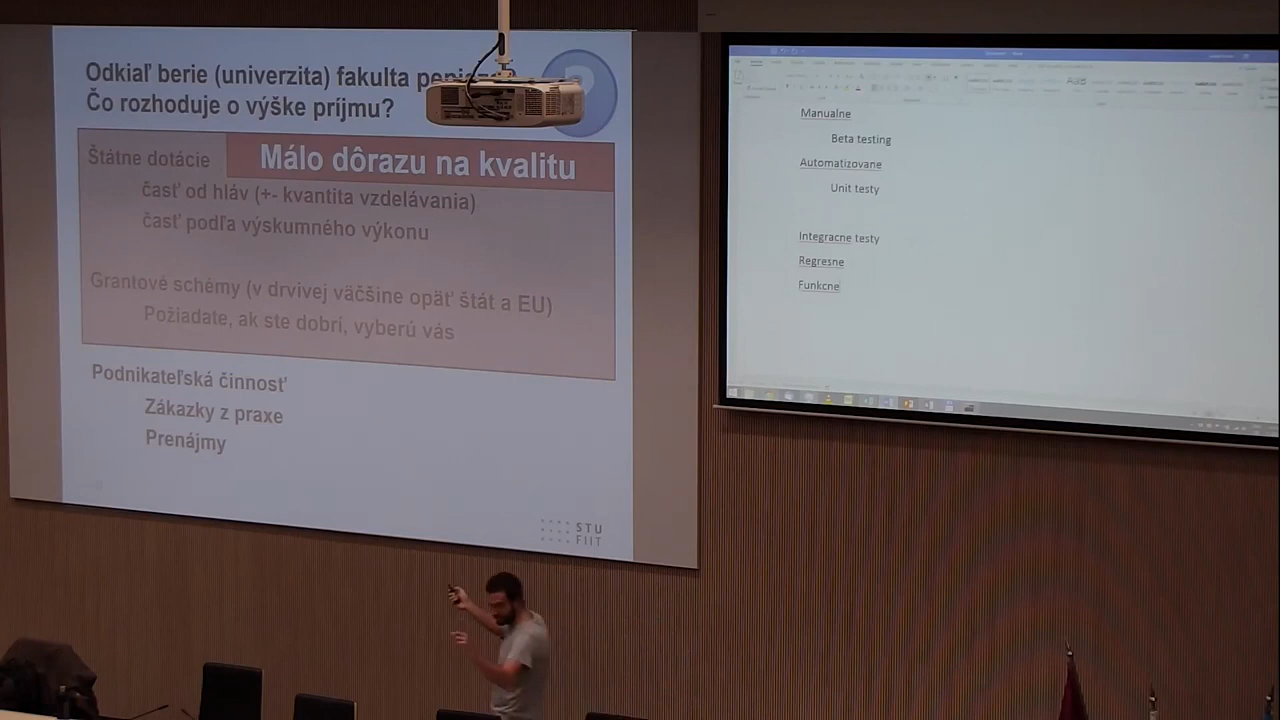 Odkiaľ berie (univerzita) fakulta
Čo rozhoduje o výške príjmu?
?
Štátne dotácie
Málo dôrazu na kvalitu
časť od hláv (+- kvantita vzdelávania)
časť podľa výskumného výkonu
Grantové schémy (v drvivej väčšine opäť štát a EU)
Požiadate, ak ste dobrí, vyberú vás
Podnikateľská činnosť
Zákazky z praxe
Prenájmy
STU
FIIT
Manualne
Beta testing
Automatizovane
Unit testy
Integracne testy
Regresne
Funkcne